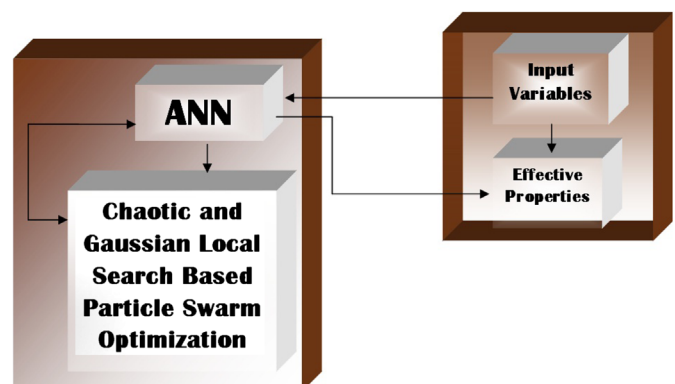 ANN
Chaotic and
Gaussian Local
Search Based
Particle Swarm
Optimization
Input
Variables
Effective
Properties